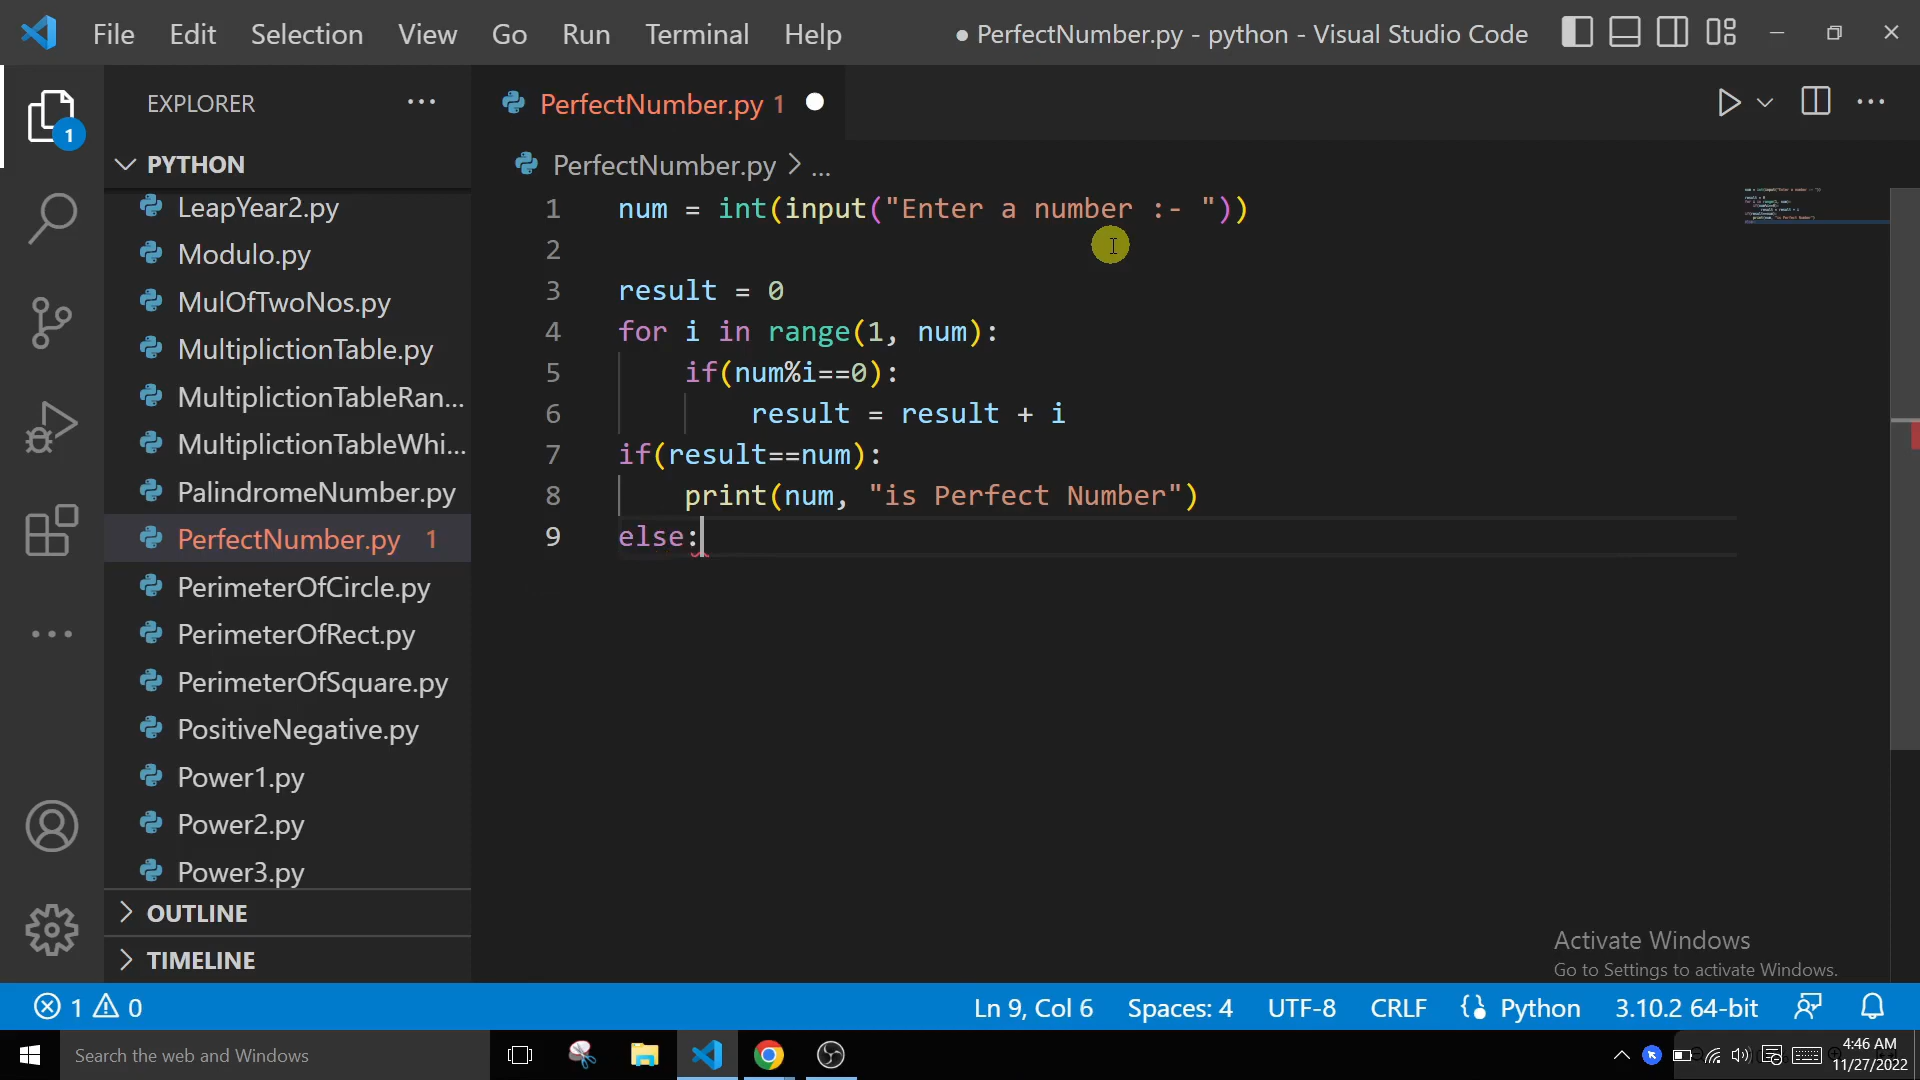 File Edit Selection View Go Run Terminal Help ● PerfectNumber.py - python - Visual Studio Code
EXPLORER ...
PerfectNumber.py 1
PYTHON
PerfectNumber.py > ...
LeapYear2.py
Modulo.py
MulOfTwoNos.py
MultiplictionTable.py
MultiplictionTableRan...
MultiplictionTableWhi...
PalindromeNumber.py
PerfectNumber.py 1
PerimeterOfCircle.py
PerimeterOfRect.py
PerimeterOfSquare.py
PositiveNegative.py
Power1.py
Power2.py
Power3.py
OUTLINE
TIMELINE
1
1 num = int(input("Enter a number :- "))
2
3 result = 0
4 for i in range(1, num):
5 if(num%i==0):
6 result = result + i
7 if(result==num):
8 print(num, "is Perfect Number")
9 else:
Activate Windows
Go to Settings to activate Windows.
1 0 Ln 9, Col 6 Spaces: 4 UTF-8 CRLF Python 3.10.2 64-bit
Search the web and Windows
4:46 AM
11/27/2022